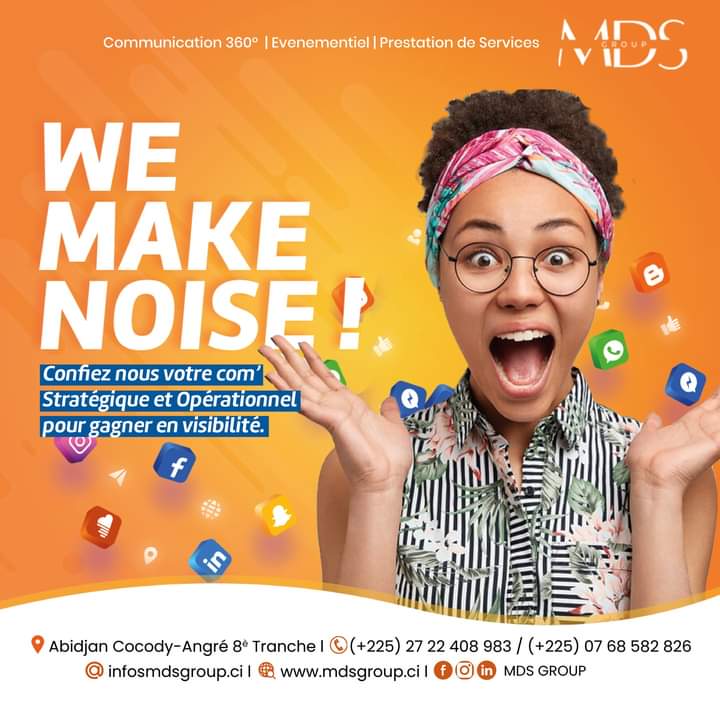 Communication 360° | Evenementiel | Prestation de Services
MDS
GROUP
WE
MAKE
NOISE !
Confiez nous votre com'
Stratégique et Opérationnel
pour gagner en visibilité.
Abidjan Cocody-Angré 8è Tranche I (+225) 27 22 408 983 / (+225) 07 68 582 826
@ infosmdsgroup.ci I www.mdsgroup.ci I MDS GROUP